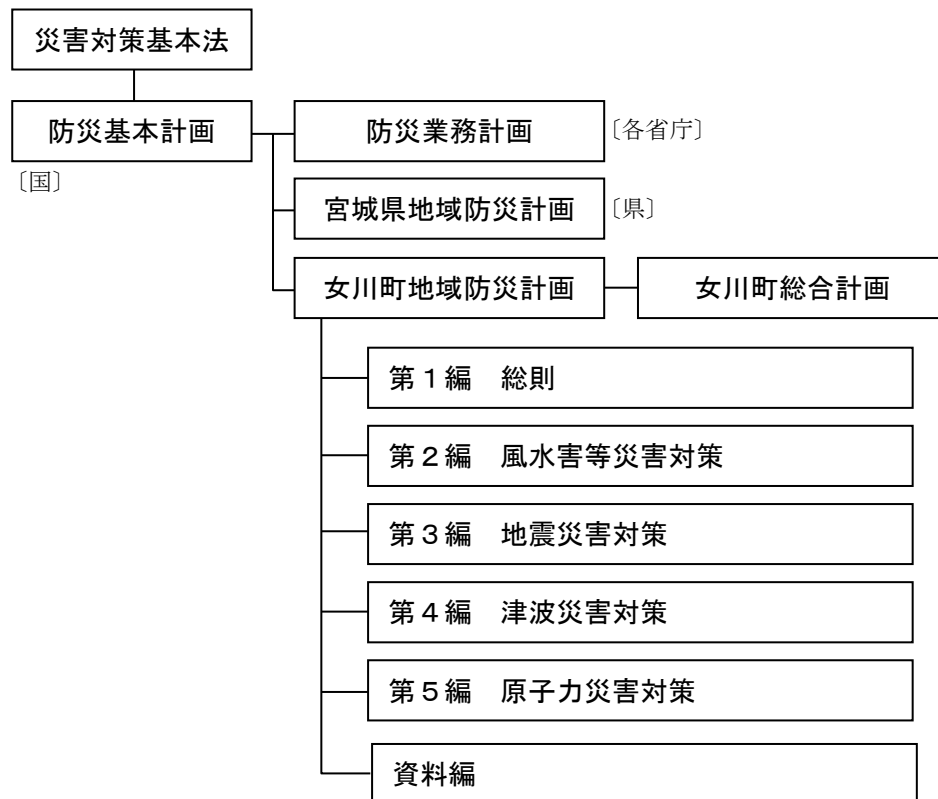 災害対策基本法
防災基本計画
防災業務計画
〔各省庁〕
〔国〕
宮城県地域防災計画
〔県〕
女川町地域防災計画
女川町総合計画
第１編　総則
第２編　風水害等災害対策
第３編　地震災害対策
第４編　津波災害対策
第５編　原子力災害対策
資料編